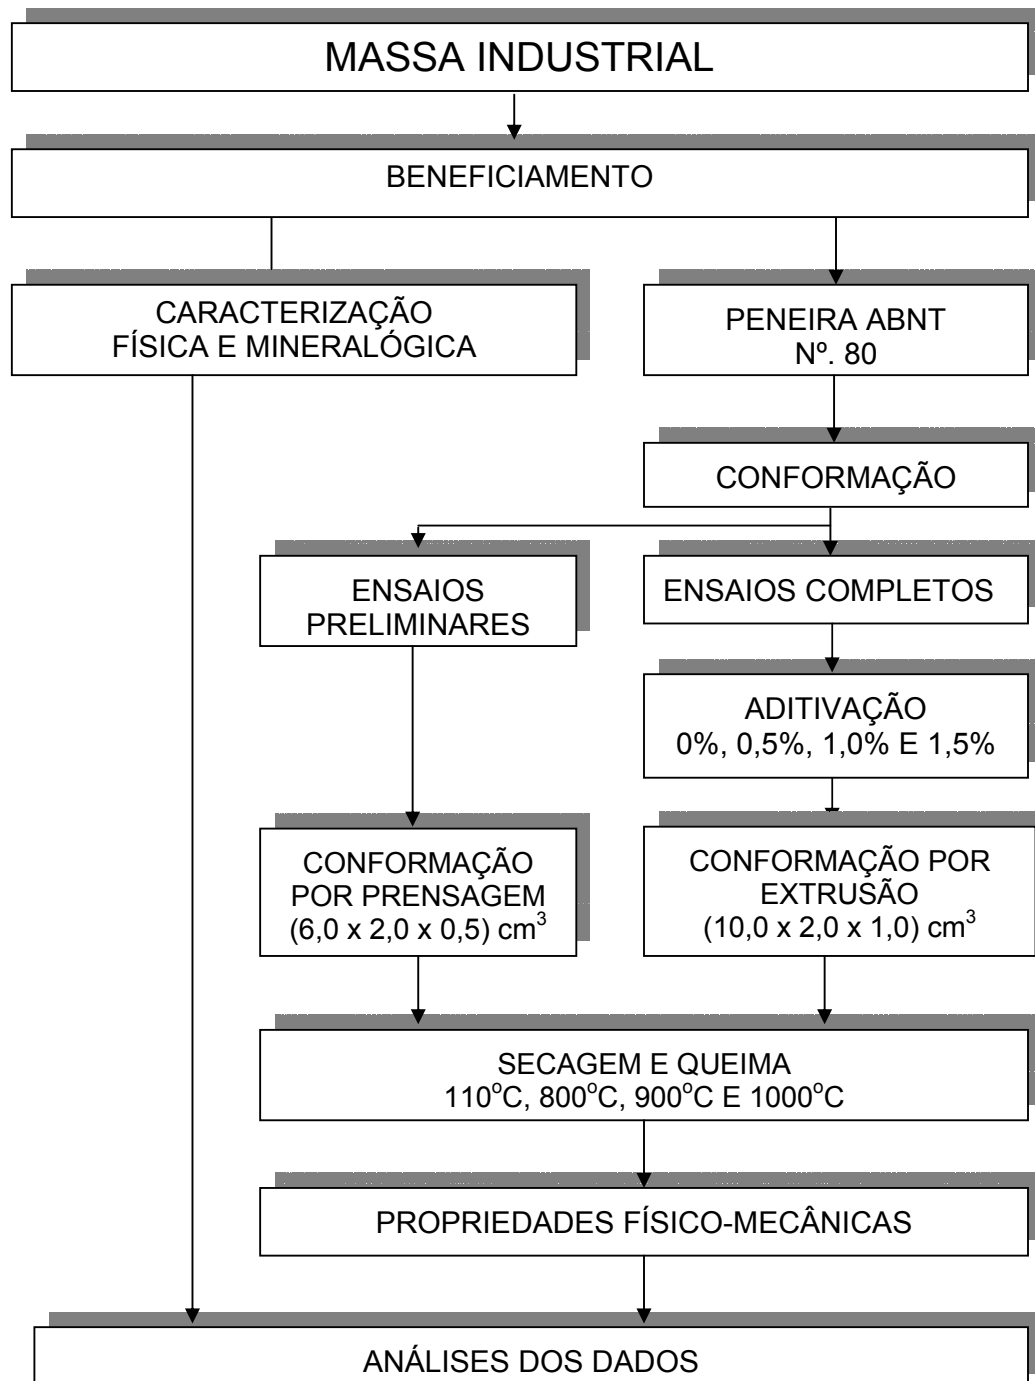 MASSA INDUSTRIAL
BENEFICIAMENTO
CARACTERIZAÇÃO
FÍSICA E MINERALÓGICA
PENEIRA ABNT
Nº. 80
CONFORMAÇÃO
ENSAIOS
PRELIMINARES
ENSAIOS COMPLETOS
ADITIVAÇÃO
0%, 0,5%, 1,0% E 1,5%
CONFORMAÇÃO
POR PRENSAGEM
(6,0 x 2,0 x 0,5) cm³
CONFORMAÇÃO POR
EXTRUSÃO
(10,0 x 2,0 x 1,0) cm³
SECAGEM E QUEIMA
110ºC, 800ºC, 900ºC E 1000ºC
PROPRIEDADES FÍSICO-MECÂNICAS
ANÁLISES DOS DADOS